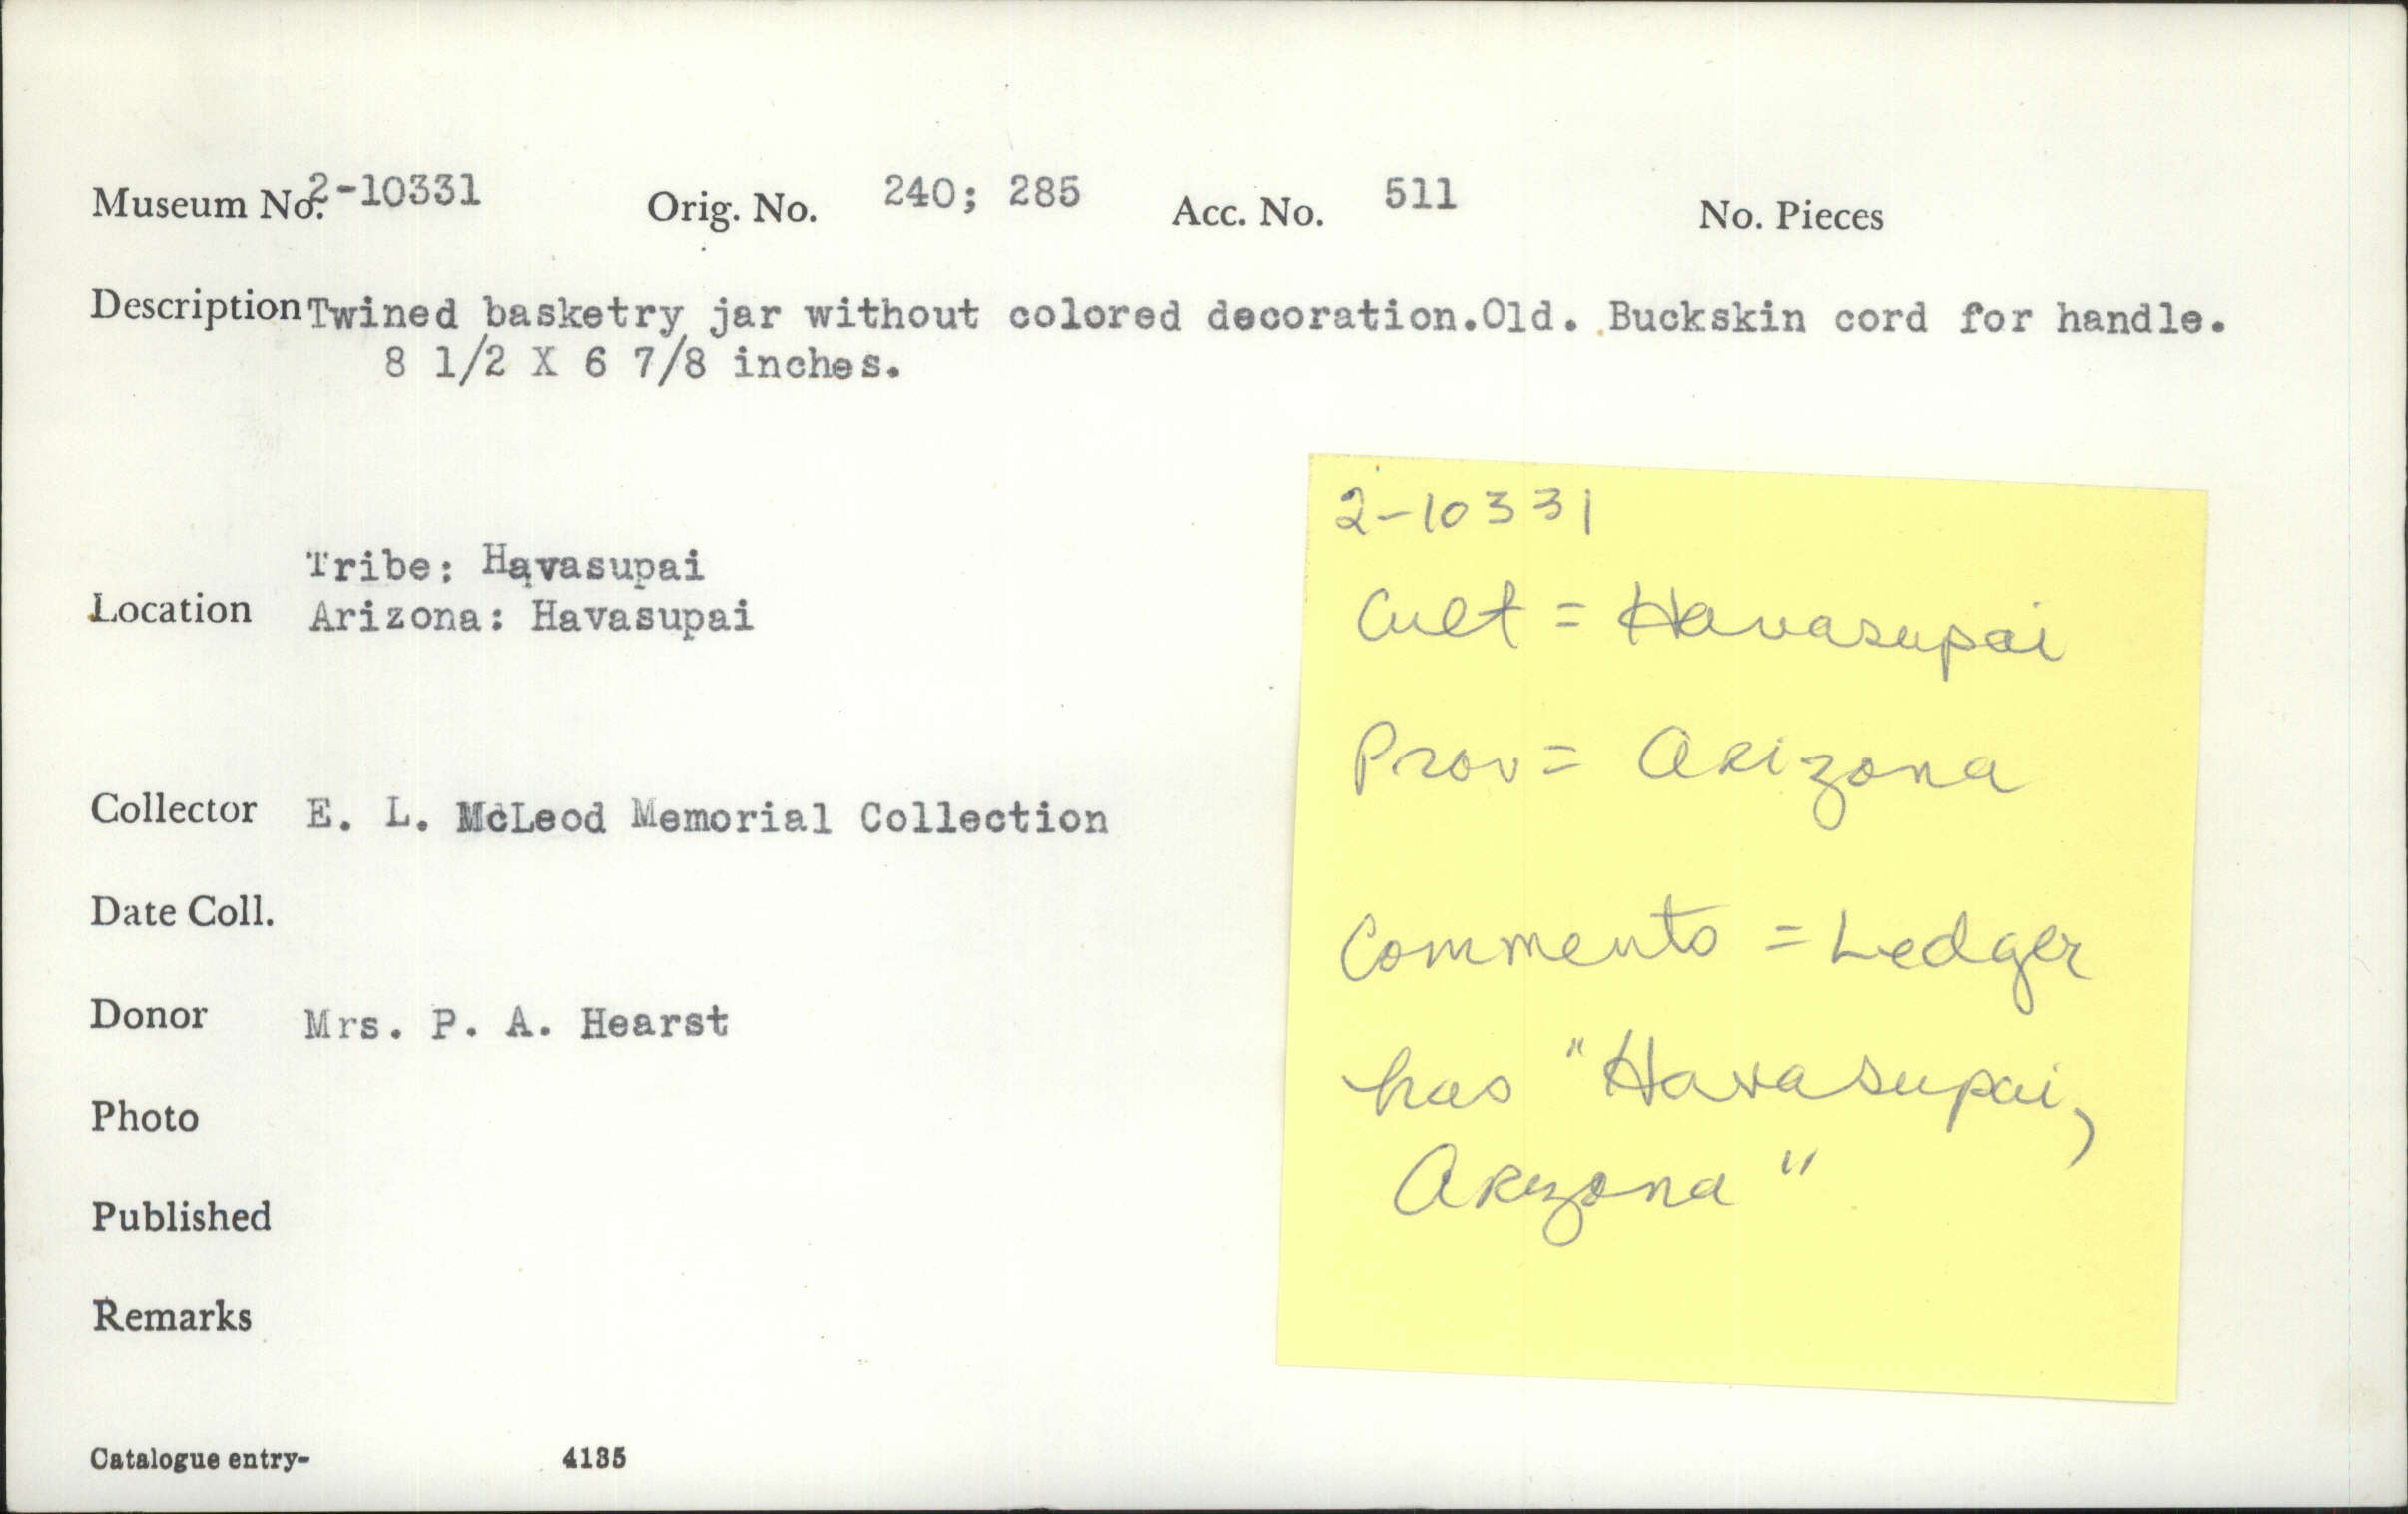 Museum No. 2-10331 Orig. No. 240; 285 Acc. No. 511 No. Pieces
Description Twined basketry jar without colored decoration.Old. Buckskin cord for handle.
8 1/2 X 6 7/8 inches.
Tribe: Havasupai
Location Arizona: Havasupai
Collector E. L. McLeod Memorial Collection
Date Coll.
Donor Mrs. P. A. Hearst
Photo
Published
Remarks
Catalogue entry- 4135
2-10331
Cult = Havasupai
Prov = Arizona
Comments = Ledger
has "Havasupai,
Arizona"